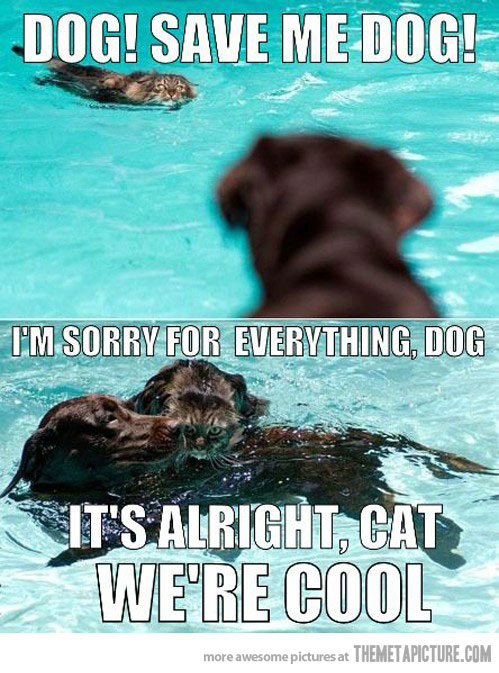 DOG! SAVE ME DOG!
I'M SORRY FOR EVERYTHING, DOG
IT'S ALRIGHT, CAT
WE'RE COOL
more awesome pictures at THEMETAPICTURE.COM